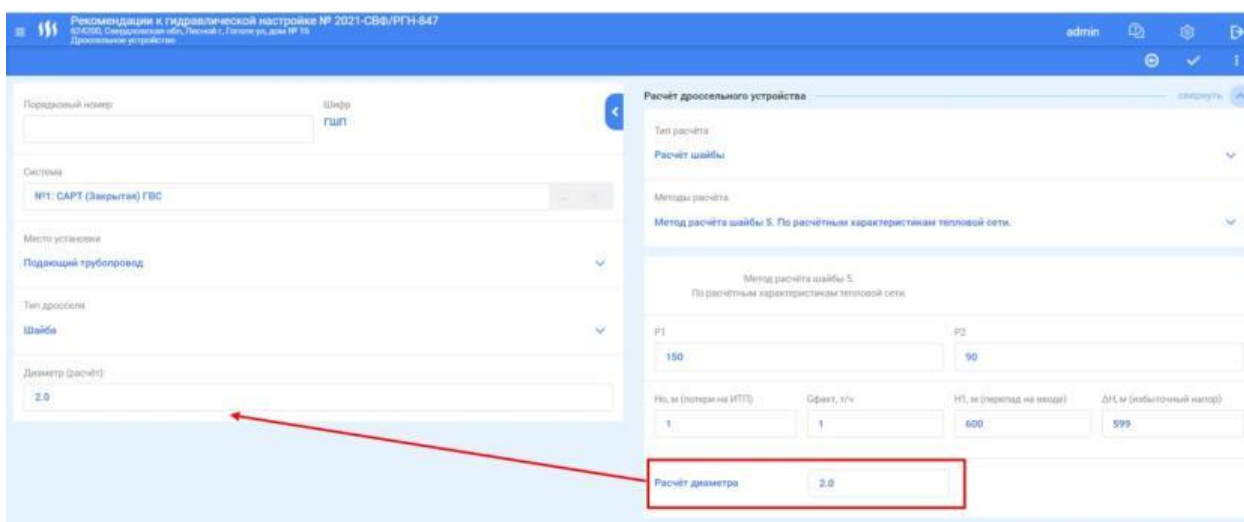 Рекомендации к гидравлической настройке № 2021-СВФ/РГН-847
624200, Свердловская обл, Лесной г, Гоголя ул, дом № 16
Дроссельное устройство
admin
Порядковый номер
Шифр
ГШП
Система
№1: САРТ (Закрытая) ГВС
Место установки
Подающий трубопровод
Тип дросселя
Шайба
Диаметр (расчёт)
2.0
Расчёт дроссельного устройства
свернуть
Тип расчёта
Расчёт шайбы
Методы расчёта
Метод расчёта шайбы 5. По расчётным характеристикам тепловой сети.
Метод расчёта шайбы 5.
По расчётным характеристикам тепловой сети.
P1
P2
150
90
Но, м (потери на ИТП)
Gфакт, т/ч
Н1, м (перепад на вводе)
ΔН, м (избыточный напор)
1
1
600
599
Расчёт диаметра
2.0